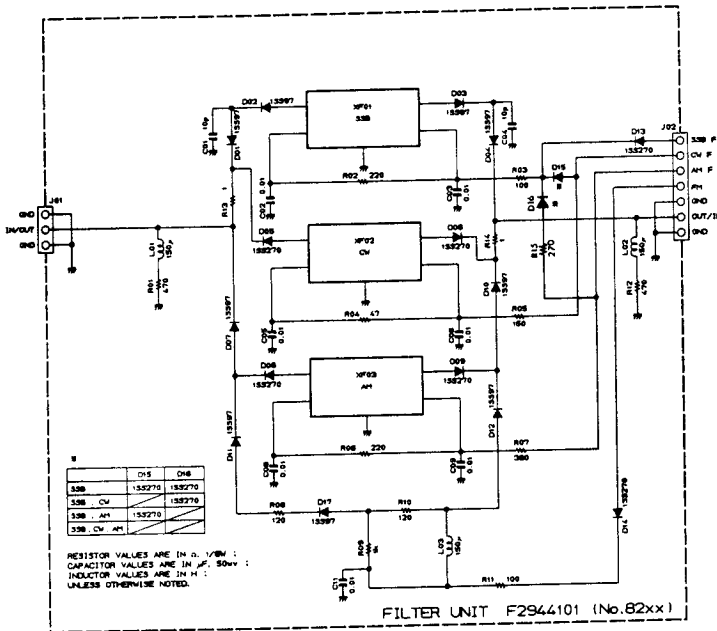 D02 1SS97
XF01
SSB
D03
1SS97
C01 10p
D01 1SS97
D04 1SS97
C04 10p
R02 220
R03
100
C02 0.01
C03 0.01
D13
1SS270
J02
SSB F
CW F
AM F
FM
GND
OUT/I
GND
D15
*
D16
*
R15
270
J01
GND
IN/OUT
GND
R13 1
L01
150μ
R01
470
D05
1SS270
XF02
CW
D08
1SS270
R14
1
L02
150μ
R12
470
D10 1SS97
R04 47
R05
150
C05 0.01
C06 0.01
D07 1SS97
D06
1SS270
XF03
AM
D09
1SS270
D11 1SS97
D12 1SS97
R06
220
R07
C08 0.01
C09 0.01
*
D15 D16
SSB 1SS270 1SS270
SSB . CW 1SS270
SSB . AM 1SS270
SSB . CW . AM
R08
120
D17
1SS97
R10
120
R09
L03
150μ
D14 1SS270
C11
0.01
R11 100
RESISTOR VALUES ARE IN Ω, 1/8W ;
CAPACITOR VALUES ARE IN μF, 50WV ;
INDUCTOR VALUES ARE IN H ;
UNLESS OTHERWISE NOTED.
FILTER UNIT F2944101 (No.82xx)